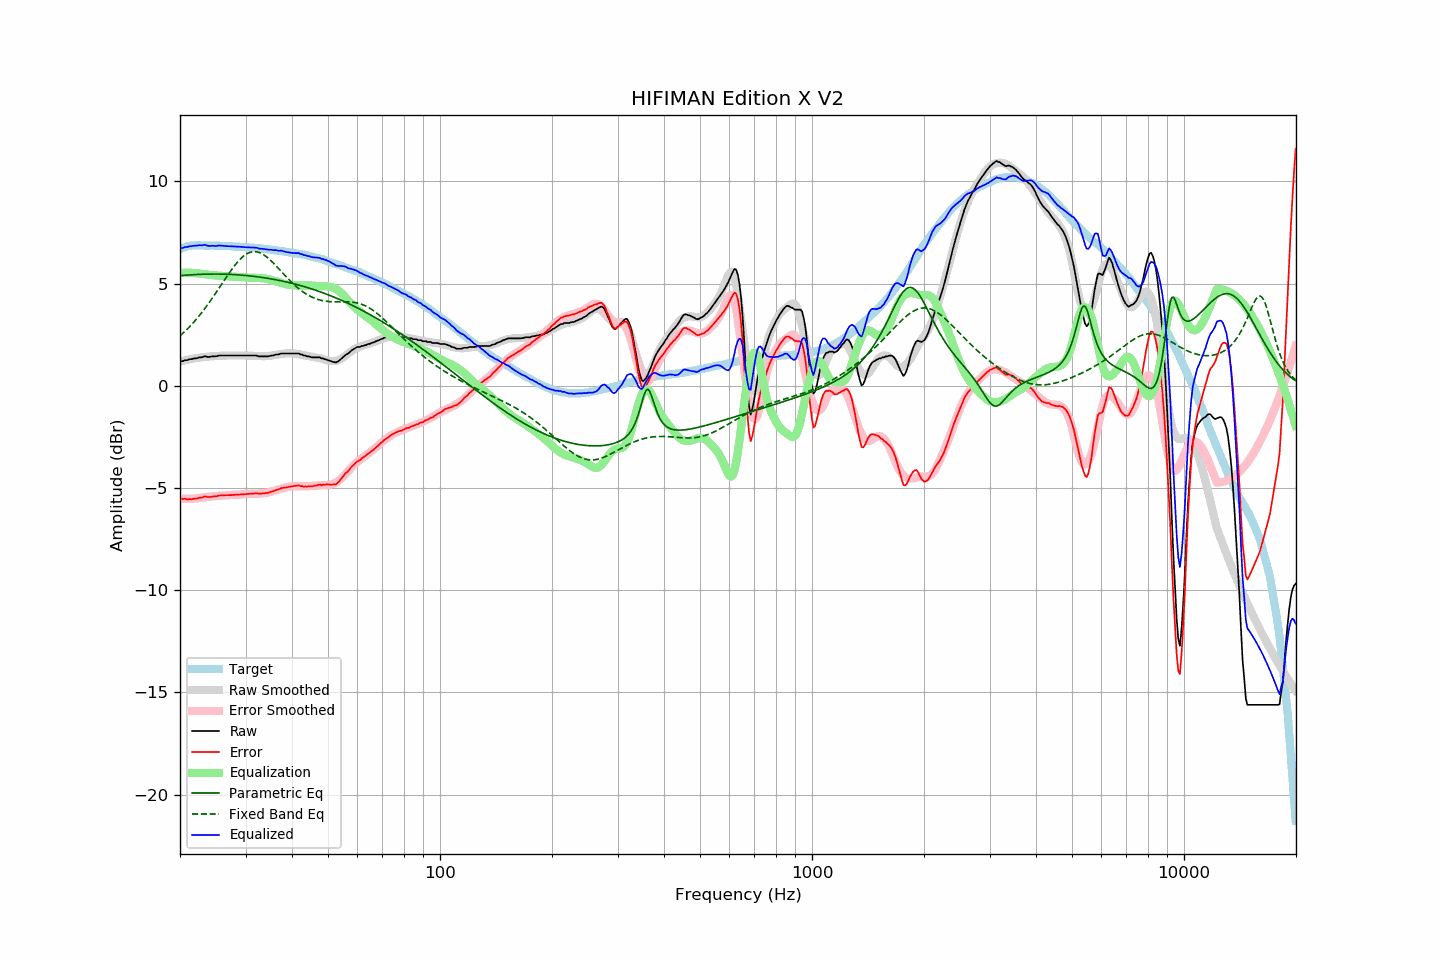 HIFIMAN Edition X V2
Amplitude (dBr)
10
5
0
−5
−10
−15
−20
Target
Raw Smoothed
Error Smoothed
Raw
Error
Equalization
Parametric Eq
Fixed Band Eq
Equalized
100
1000
10000
Frequency (Hz)